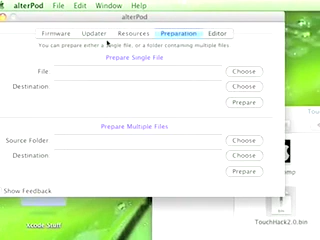 alterPod File Edit Window Help
alterPod
Firmware Updater Resources Preparation Editor
You can prepare either a single file, or a folder containing multiple files
Prepare Single File
File Choose
Destination Choose
Prepare
Prepare Multiple Files
Source Folder Choose
Destination Choose
Prepare
Show Feedback
TouchHack2.0.bin
Xcode Stuff